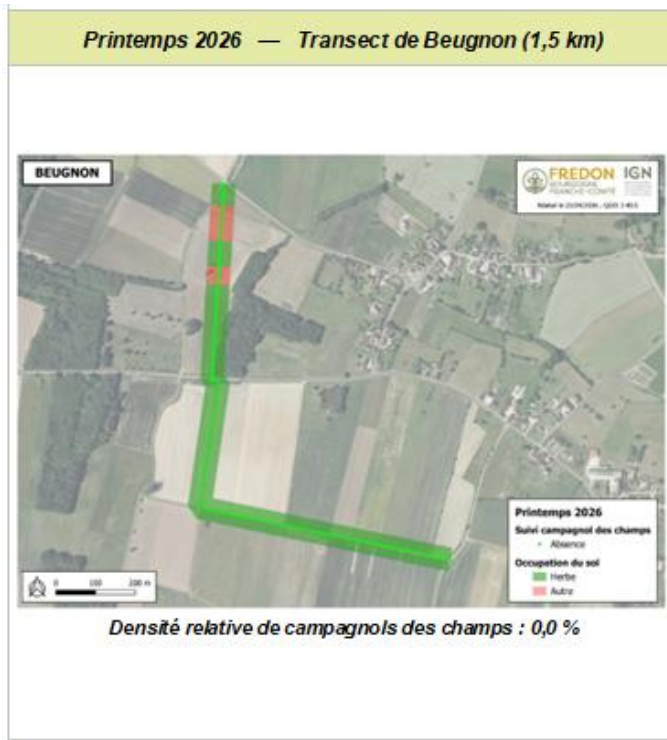 Printemps 2026 — Transect de Beugnon (1,5 km)
BEUGNON
FREDON
BOURGOGNE
FRANCHE-COMTÉ
IGN
Printemps 2026
Suivi campagnol des champs
Absence
Occupation du sol
Herbe
Autre
0 100 200 m
Densité relative de campagnols des champs : 0,0 %